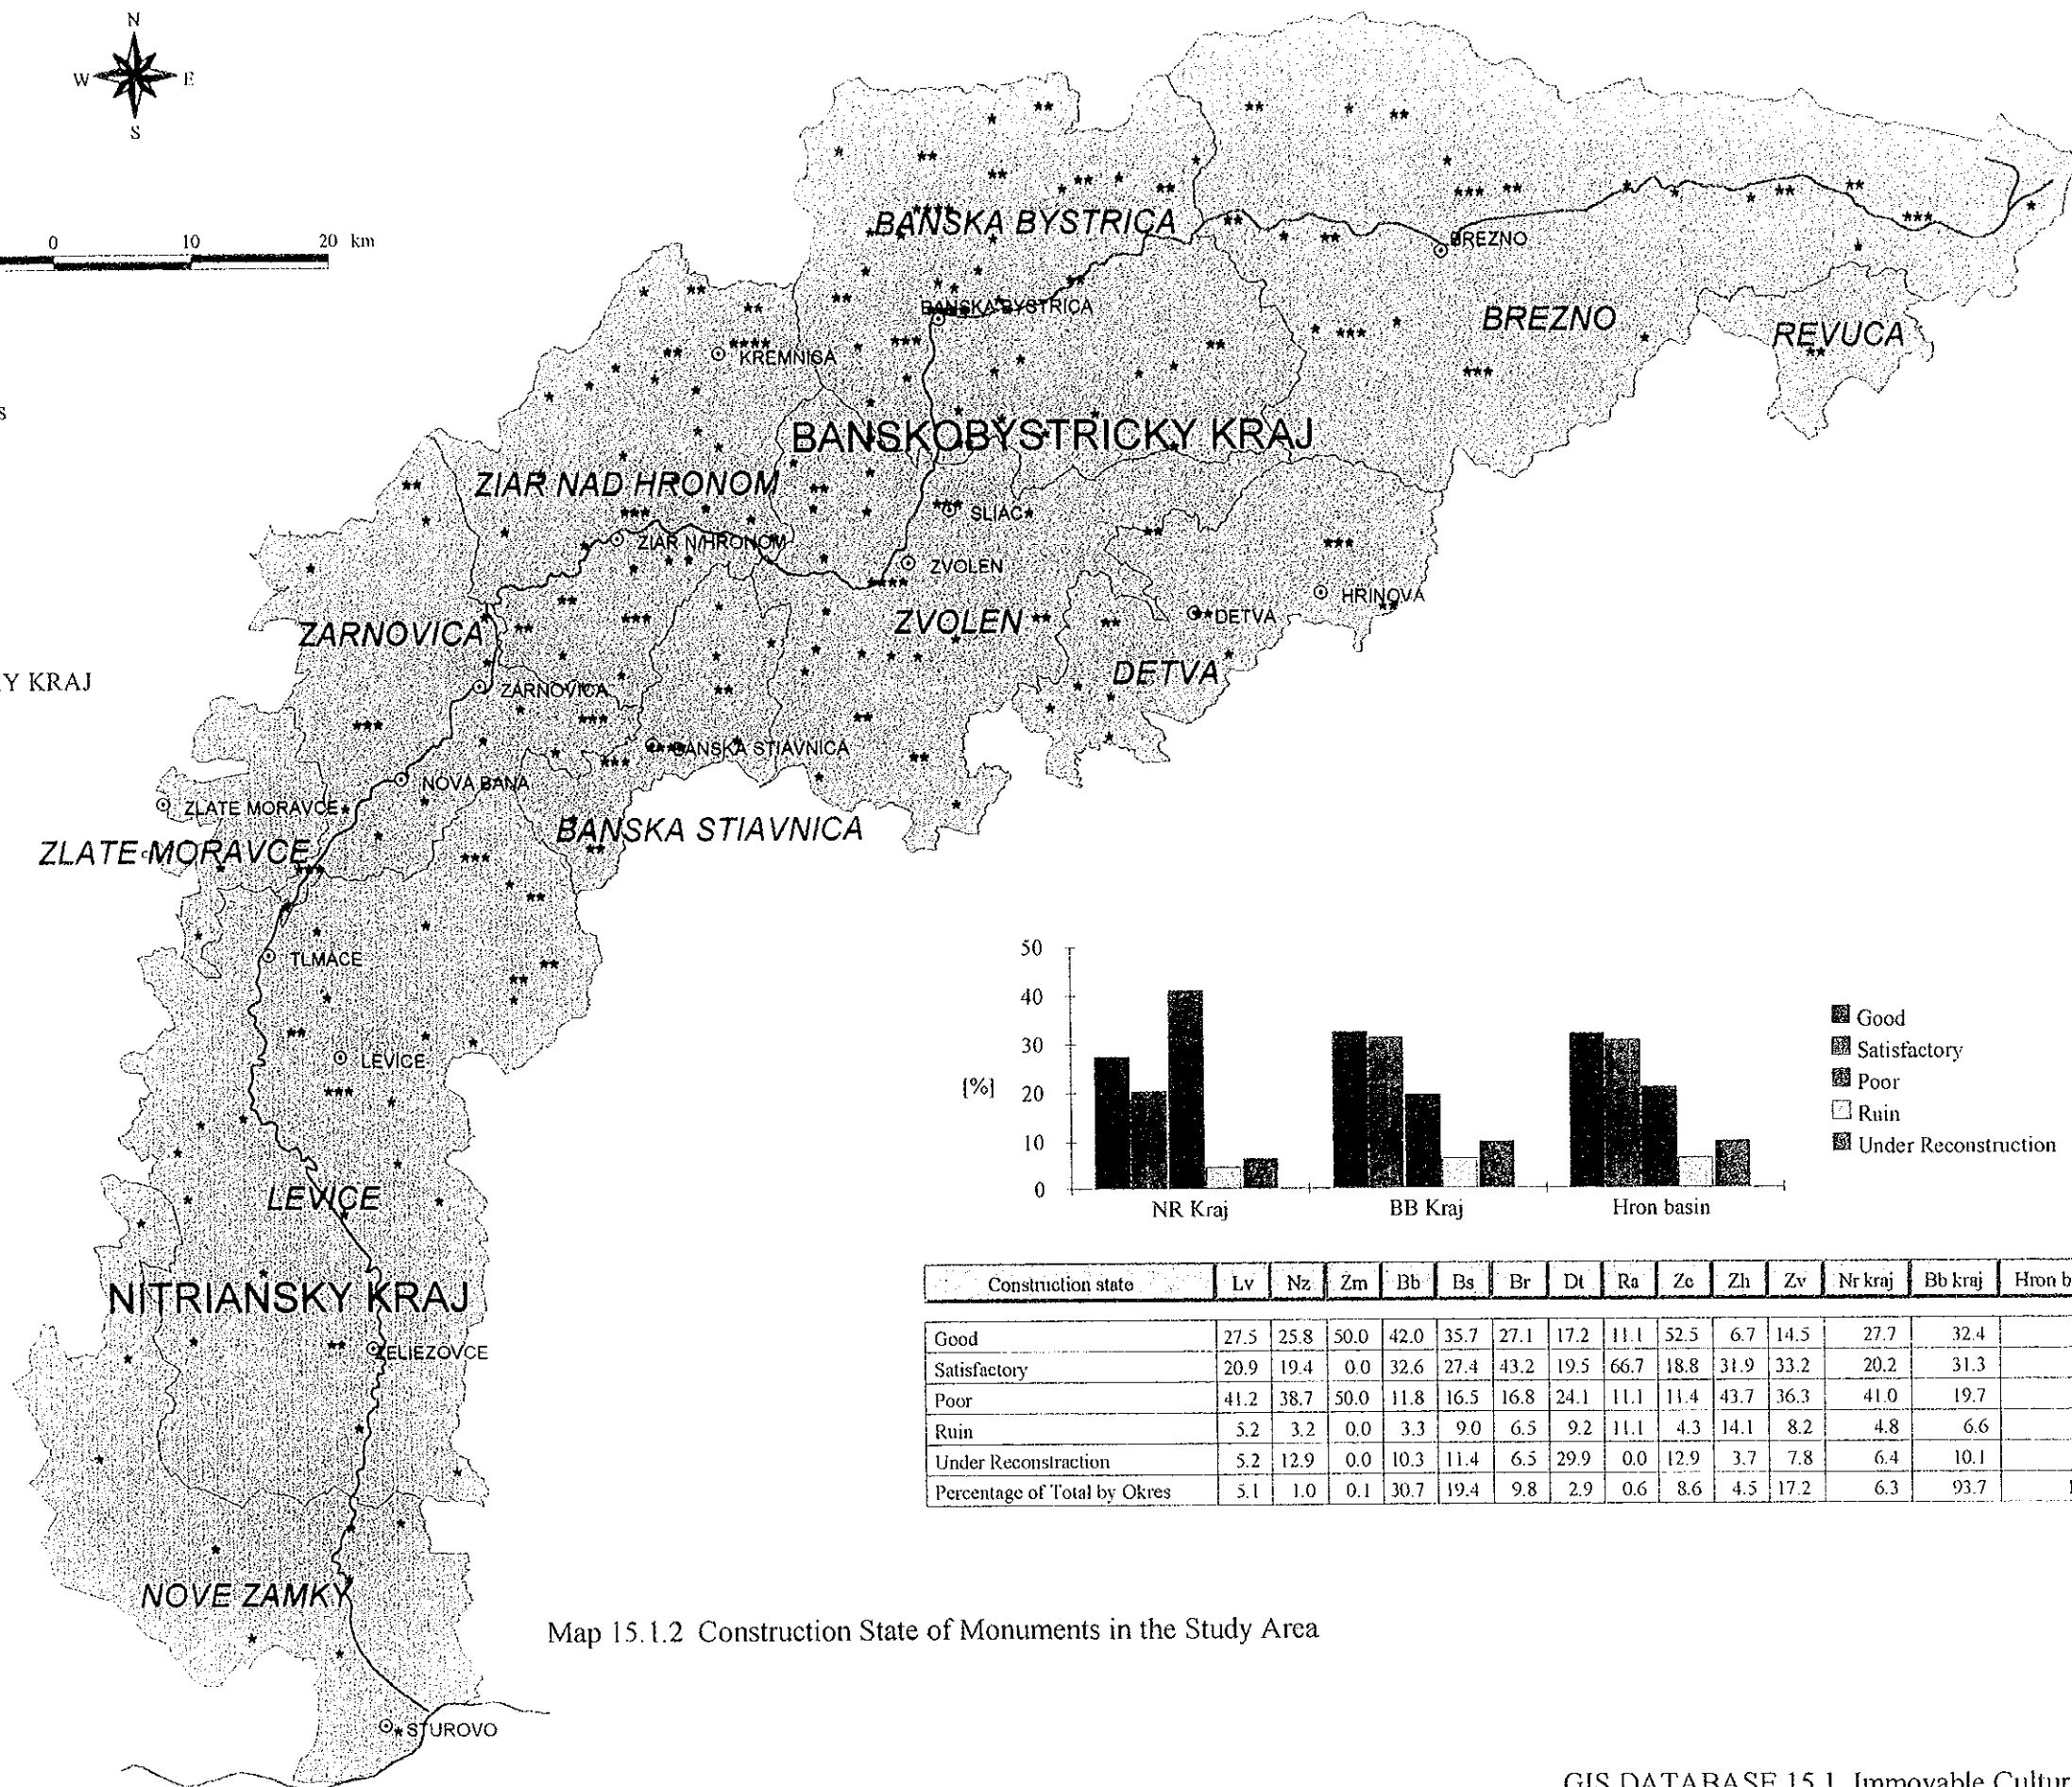 N
W E
S
0 10 20 km
S
Y KRAJ
BANSKA BYSTRICA
BREZNO
BANSKA BYSTRICA
BREZNO
REVUCA
KREMNICA
BANSKOBYSTRICKY KRAJ
ZIAR NAD HRONOM
SLIAC
ZIAR N/HRONOM
ZVOLEN
HRINOVA
DETVA
ZARNOVICA
ZVOLEN
DETVA
ZARNOVICA
BANSKA STIAVNICA
NOVA BANA
ZLATE MORAVCE
BANSKA STIAVNICA
ZLATE MORAVCE
TLMACE
LEVICE
LEVICE
NITRIANSKY KRAJ
ZELIEZOVCE
NOVE ZAMKY
STUROVO
50
40
30
20
10
0
[%]
NR Kraj BB Kraj Hron basin
Good
Satisfactory
Poor
Ruin
Under Reconstruction
Construction state Lv Nz Zm Bb Bs Br Dt Ra Zc Zh Zv Nr kraj Bb kraj Hron b
Good 27.5 25.8 50.0 42.0 35.7 27.1 17.2 11.1 52.5 6.7 14.5 27.7 32.4
Satisfactory 20.9 19.4 0.0 32.6 27.4 43.2 19.5 66.7 18.8 31.9 33.2 20.2 31.3
Poor 41.2 38.7 50.0 11.8 16.5 16.8 24.1 11.1 11.4 43.7 36.3 41.0 19.7
Ruin 5.2 3.2 0.0 3.3 9.0 6.5 9.2 11.1 4.3 14.1 8.2 4.8 6.6
Under Reconstraction 5.2 12.9 0.0 10.3 11.4 6.5 29.9 0.0 12.9 3.7 7.8 6.4 10.1
Percentage of Total by Okres 5.1 1.0 0.1 30.7 19.4 9.8 2.9 0.6 8.6 4.5 17.2 6.3 93.7 1
Map 15.1.2 Construction State of Monuments in the Study Area
GIS DATABASE 15.1 Immovable Cultur